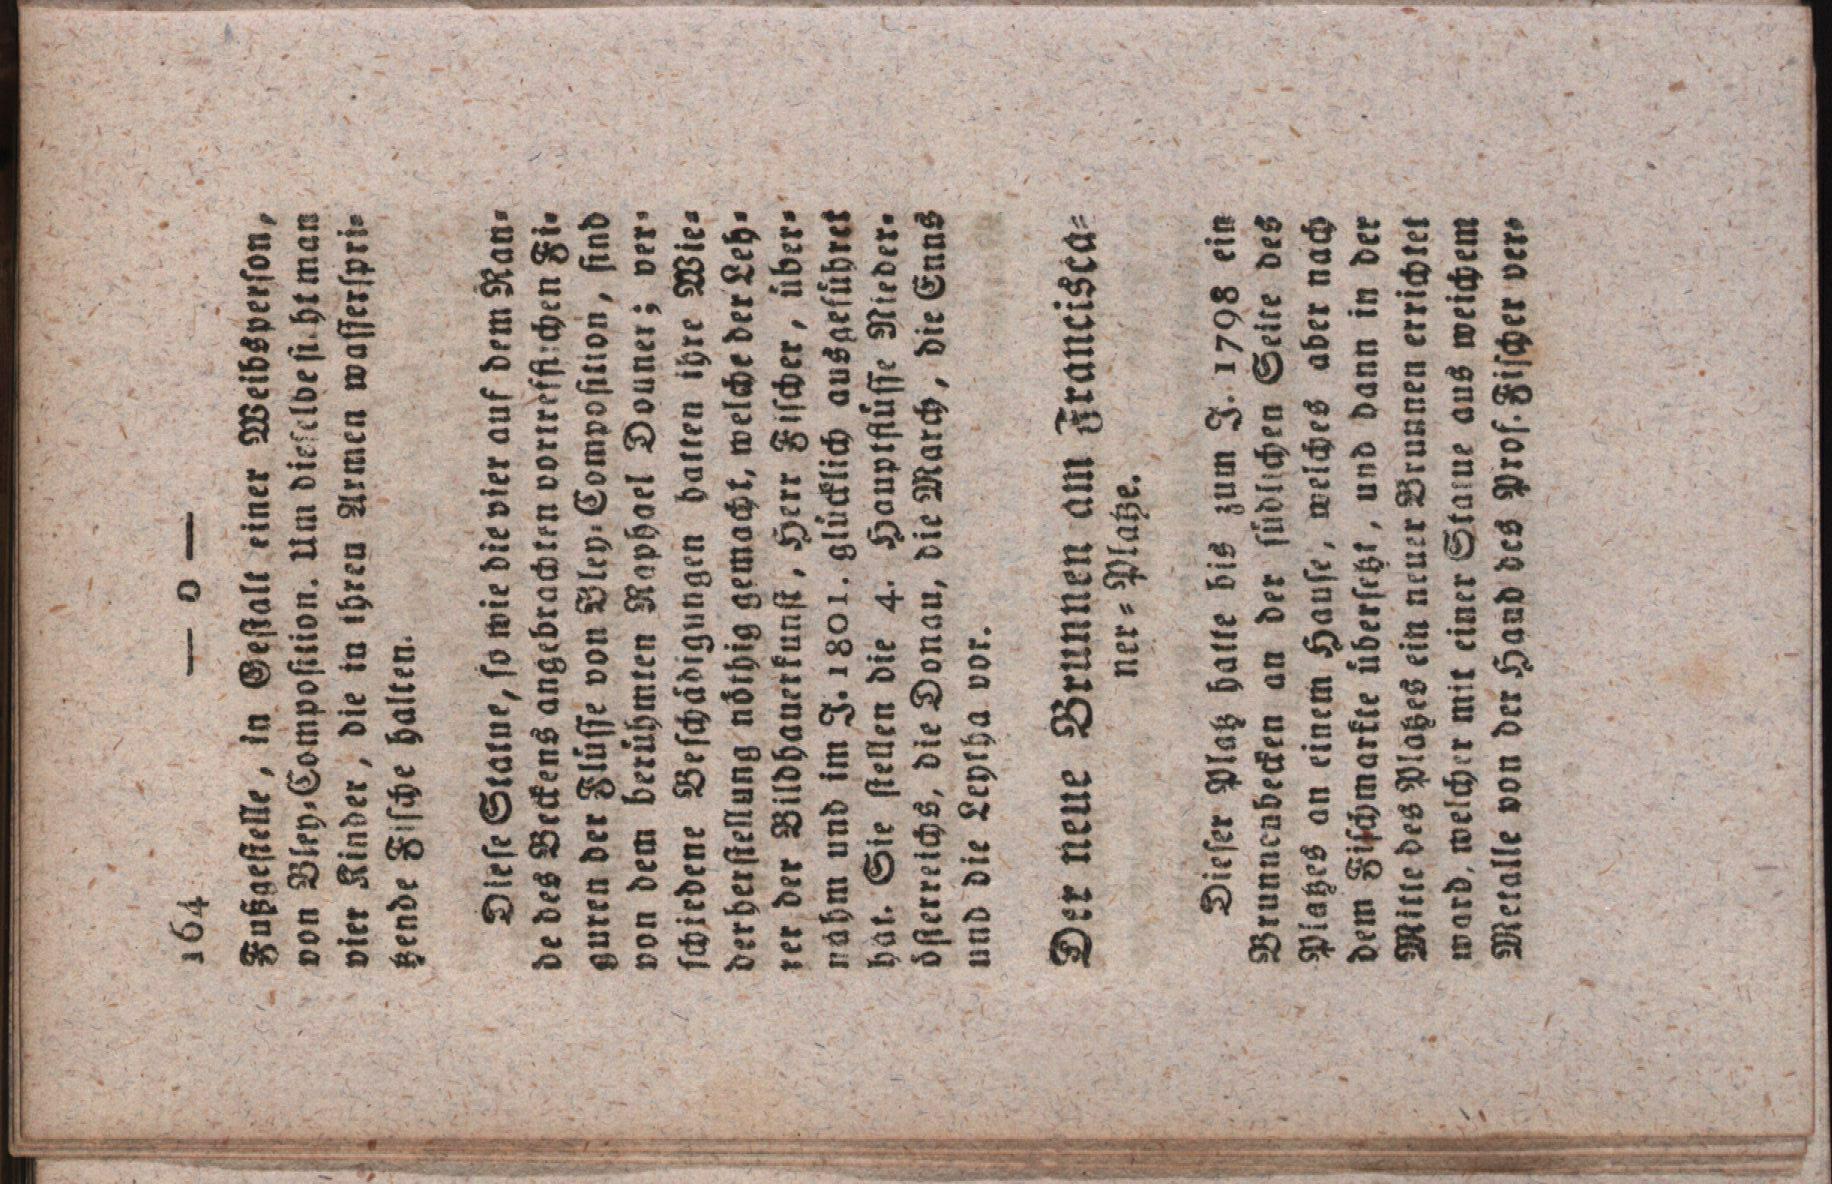 164 — o —
Fußgestelle, in Gestalt einer Weibsperson,
von Bley-Composition. Um dieselbe siht man
vier Kinder, die in ihren Armen wasserspri-
tzende Fische halten.
Diese Statue, so wie die vier auf dem Ran-
de des Beckens angebrachten vortrefflichen Fi-
guren der Flüsse von Bley-Composition, sind
von dem berühmten Raphael Donner; ver-
schiedene Beschädigungen hatten ihre Wie-
derherstellung nöthig gemacht, welche der Leh-
rer der Bildhauerkunst, Herr Fischer, über-
nahm und im J. 1801. glücklich ausgeführet
hat. Sie stellen die 4. Hauptflüsse Nieder-
österreichs, die Donau, die March, die Enns
und die Leytha vor.
Der neue Brunnen am Francisca-
ner-Platze.
Dieser Platz hatte bis zum J. 1798 ein
Brunnenbecken an der südlichen Seite des
Platzes an einem Hause, welches aber nach
dem Fischmarkte übersetzt, und dann in der
Mitte des Platzes ein neuer Brunnen errichtet
ward, welcher mit einer Statue aus weichem
Metalle von der Hand des Prof. Fischer ver-